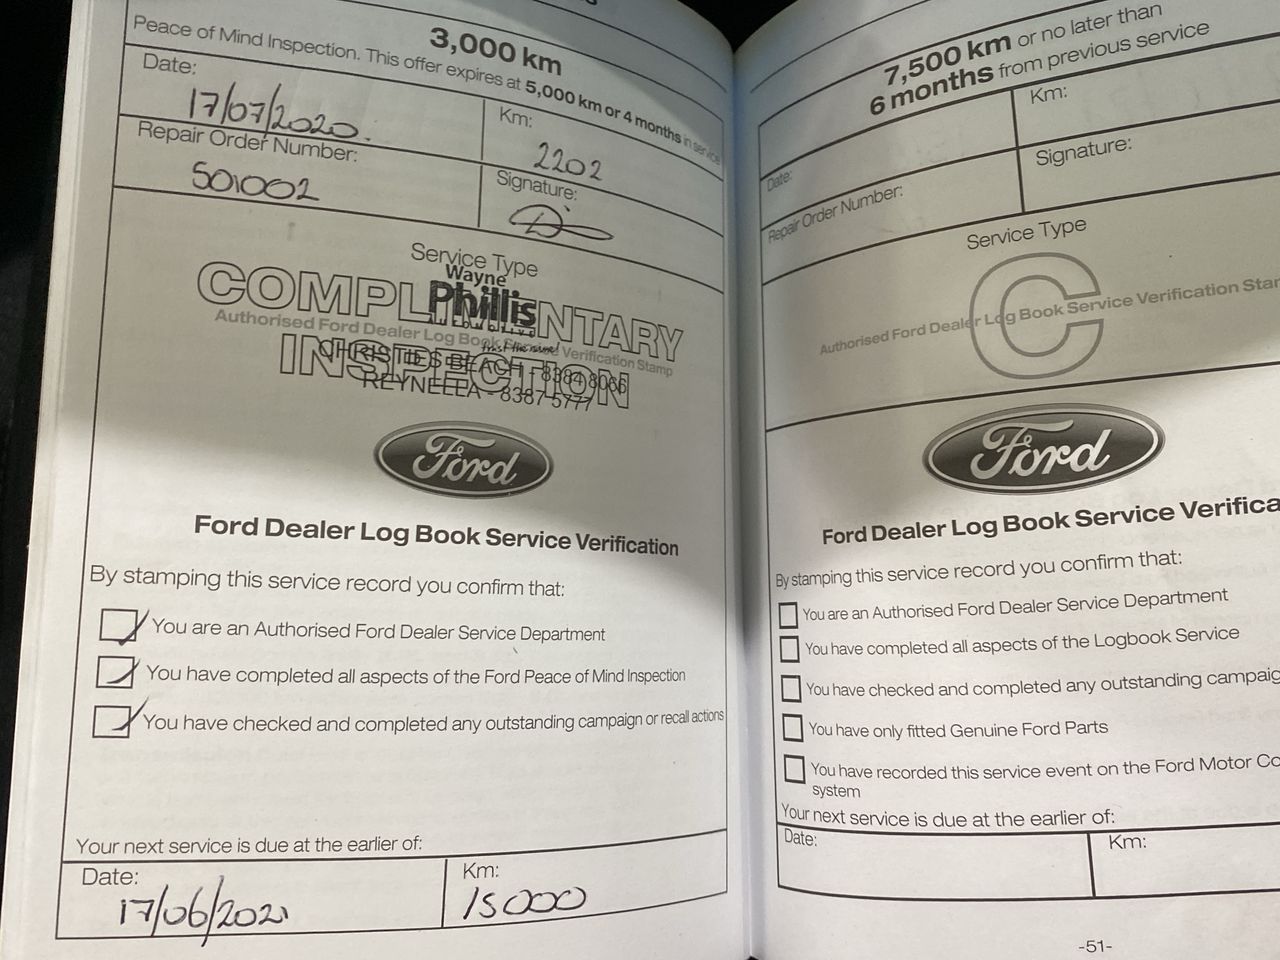 3,000 km
Peace of Mind Inspection. This offer expires at 5,000 km or 4 months in service
Date:
17/07/2020.
Km:
2202
Repair Order Number:
501002
Signature:
Service Type
COMPLIMENTARY
INSPECTION
Authorised Ford Dealer Log Book Service Verification Stamp
Wayne
Phillis
AUTOMOTIVE
CHRISTIES BEACH - 8384 8066
REYNELLA - 8387 5777
Ford
Ford Dealer Log Book Service Verification
By stamping this service record you confirm that:
You are an Authorised Ford Dealer Service Department
You have completed all aspects of the Ford Peace of Mind Inspection
You have checked and completed any outstanding campaign or recall actions
Your next service is due at the earlier of:
Date:
17/06/2021
Km:
15000
7,500 km or no later than
6 months from previous service
Date:
Km:
Repair Order Number:
Signature:
Service Type
C
Authorised Ford Dealer Log Book Service Verification Star
Ford
Ford Dealer Log Book Service Verifica
By stamping this service record you confirm that:
You are an Authorised Ford Dealer Service Department
You have completed all aspects of the Logbook Service
You have checked and completed any outstanding campaig
You have only fitted Genuine Ford Parts
You have recorded this service event on the Ford Motor Co
system
Your next service is due at the earlier of:
Date:
Km:
-51-